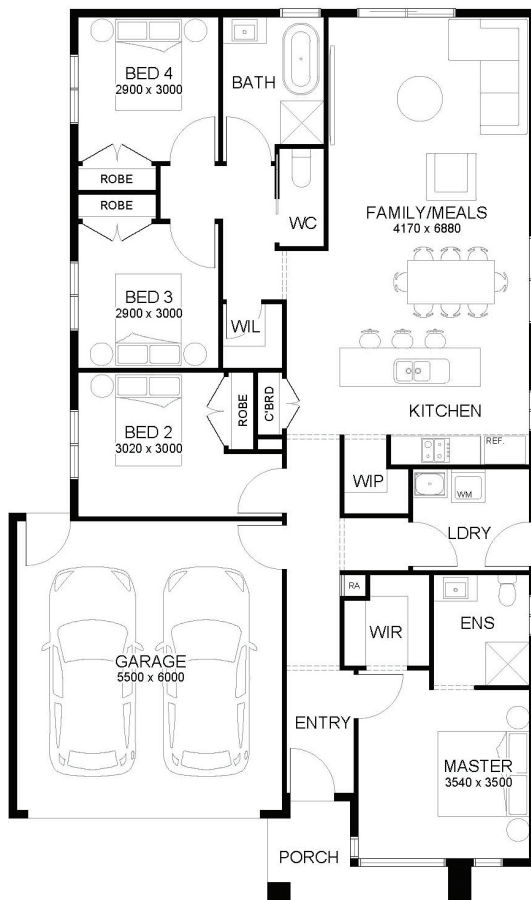 BED 4
2900 x 3000
BATH
ROBE
ROBE
WC
FAMILY/MEALS
4170 x 6880
BED 3
2900 x 3000
WIL
ROBE
C'BRD
BED 2
3020 x 3000
KITCHEN
REF.
WIP
WM
LDRY
RA
WIR
ENS
GARAGE
5500 x 6000
ENTRY
MASTER
3540 x 3500
PORCH